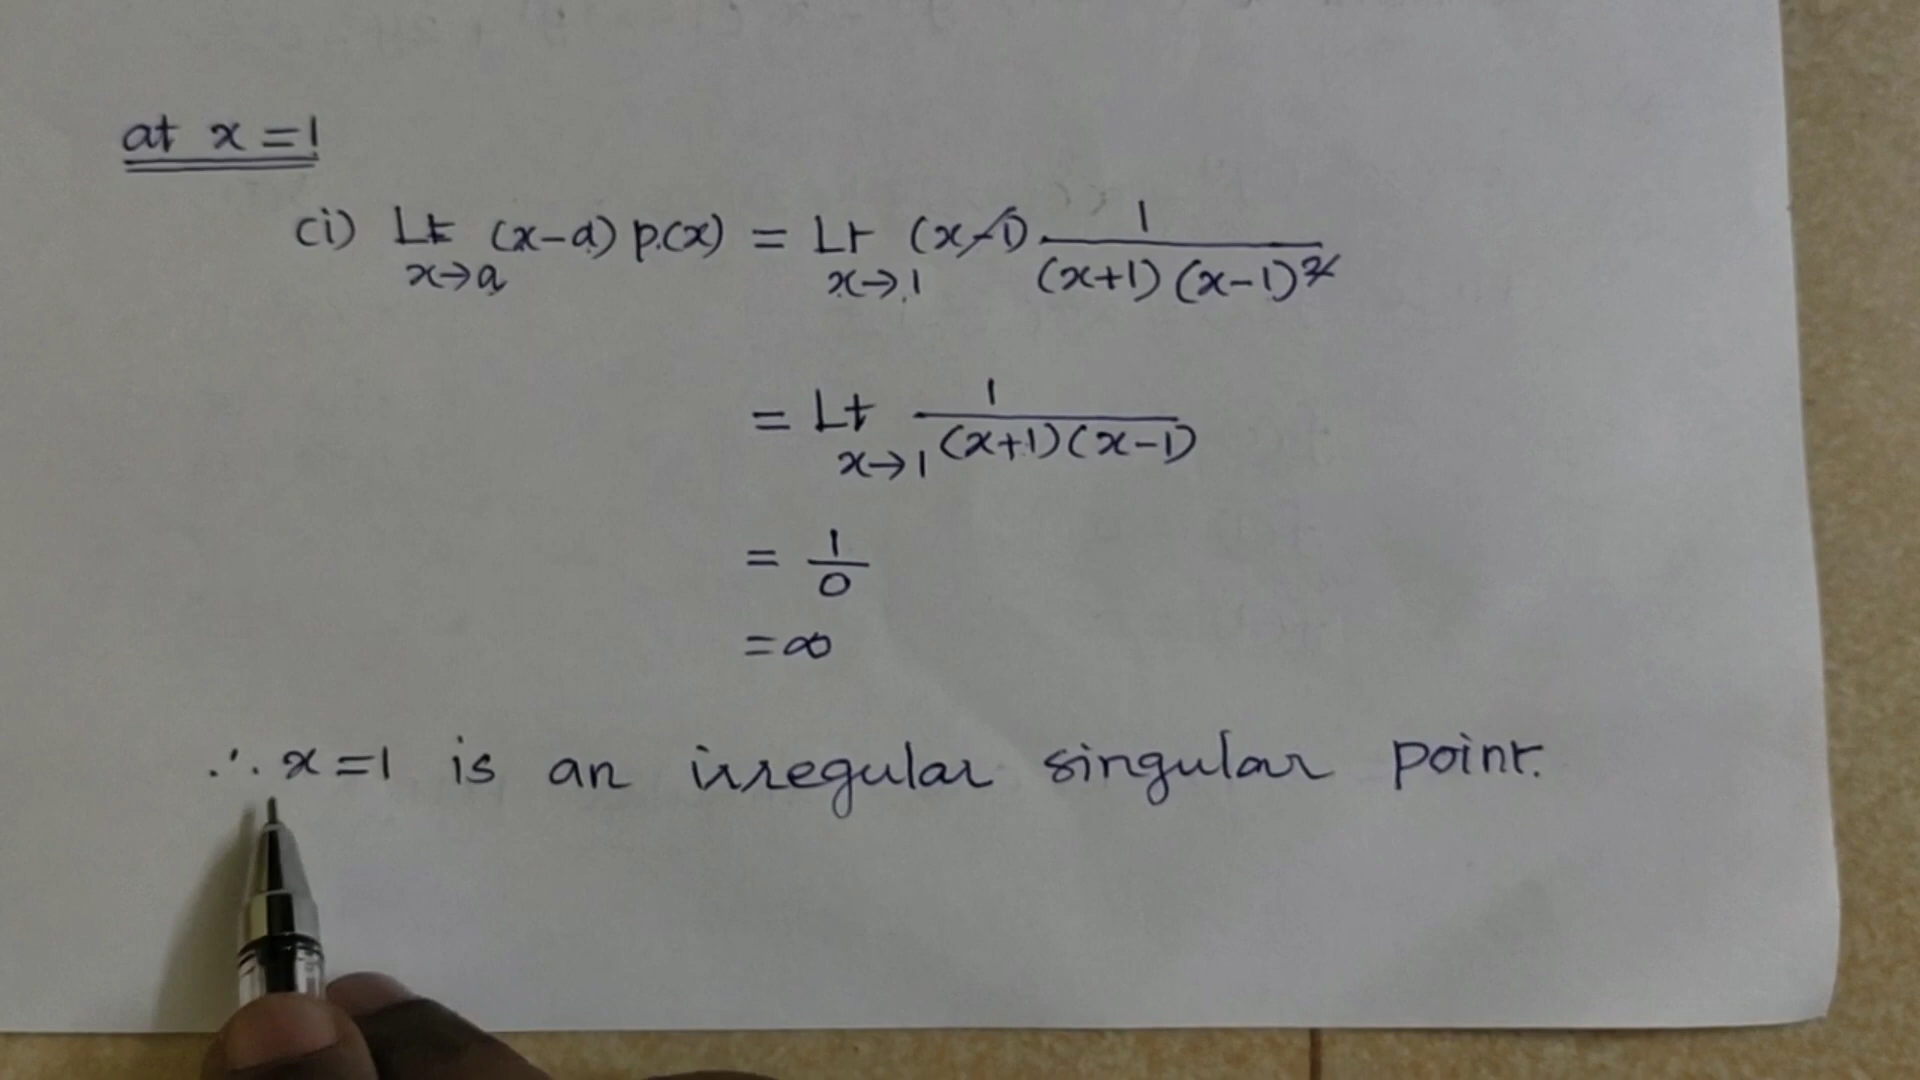 at x=1
(i) Lt x→a (x-a) p(x) = Lt x→1 (x-1) 1/(x+1)(x-1)²
= Lt x→1 1/(x+1)(x-1)
= 1/0
= ∞
∴ x=1 is an irregular singular point.